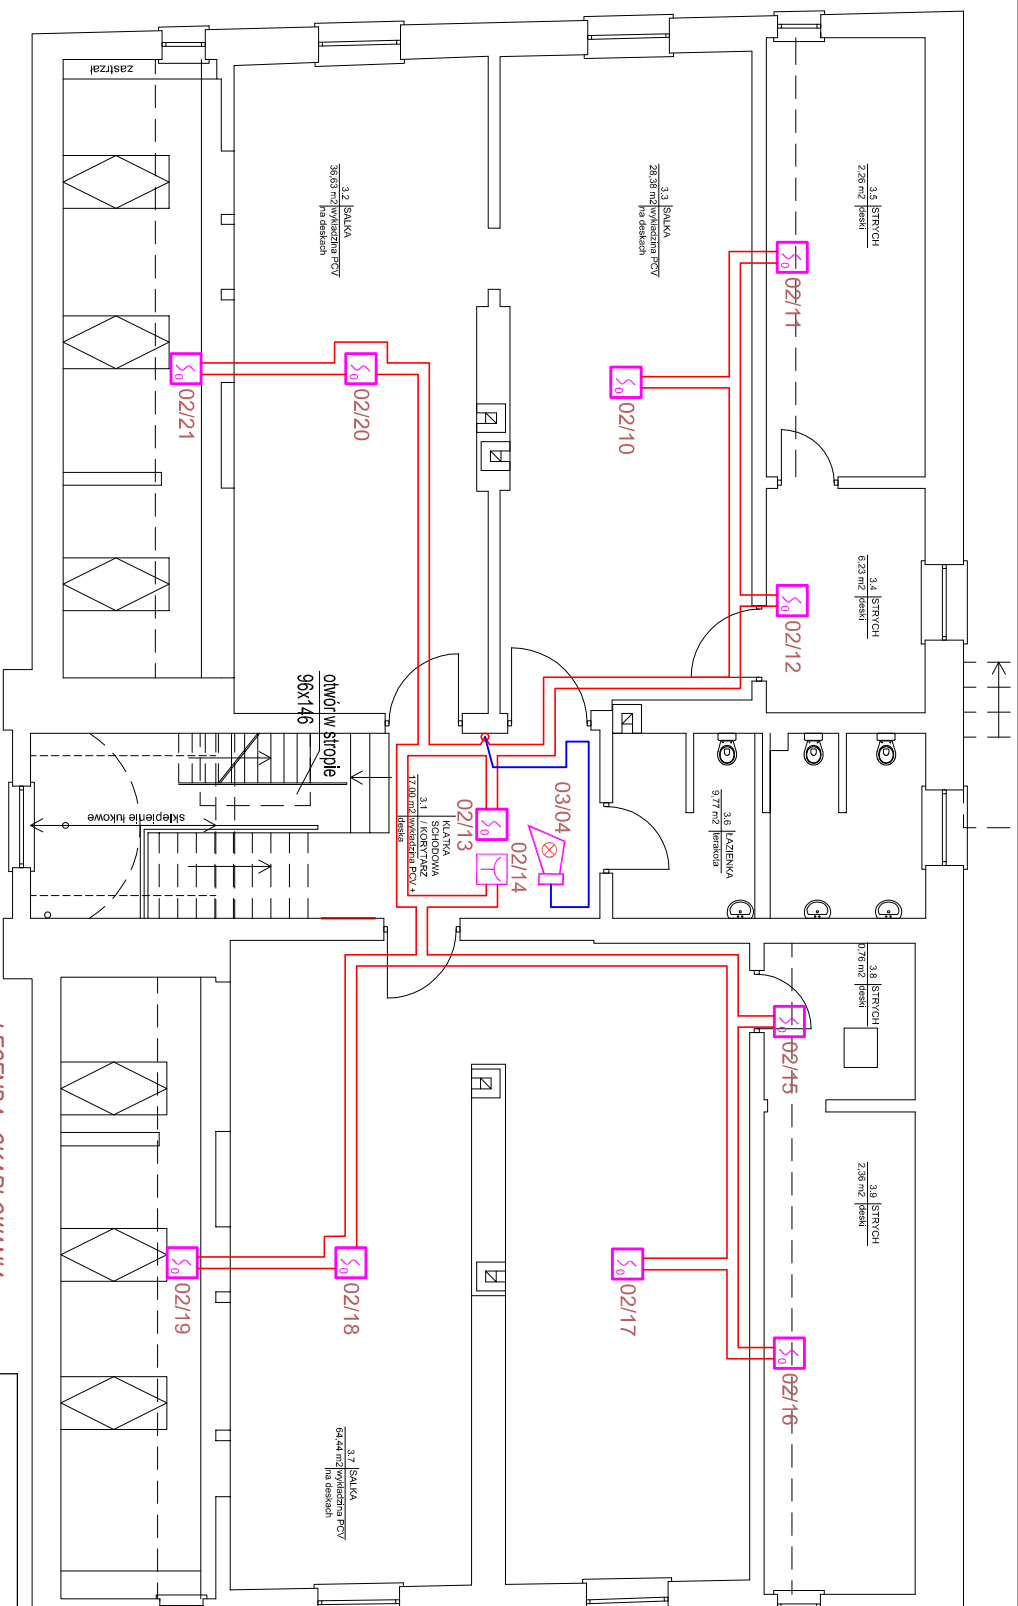 zastrzał
3.2 SALKA
36,63 m2 wykładzina PCV
na deskach
3.3 SALKA
28,38 m2 wykładzina PCV
na deskach
3.5 STRYCH
2,26 m2 deski
02/11
02/10
02/20
02/21
3.4 STRYCH
6,23 m2 deski
02/12
otwór w stropie
96x146
sklepienie łukowe
3.1 KLATKA
SCHODOWA
/ KORYTARZ
17,00 m2 wykładzina PCV +
deska
02/13
02/14
03/04
3.6 ŁAZIENKA
9,77 m2 terakota
3.8 STRYCH
0,76 m2 deski
02/15
3.9 STRYCH
2,36 m2 deski
02/16
02/17
02/18
02/19
3.7 SALKA
64,44 m2 wykładzina PCV
na deskach